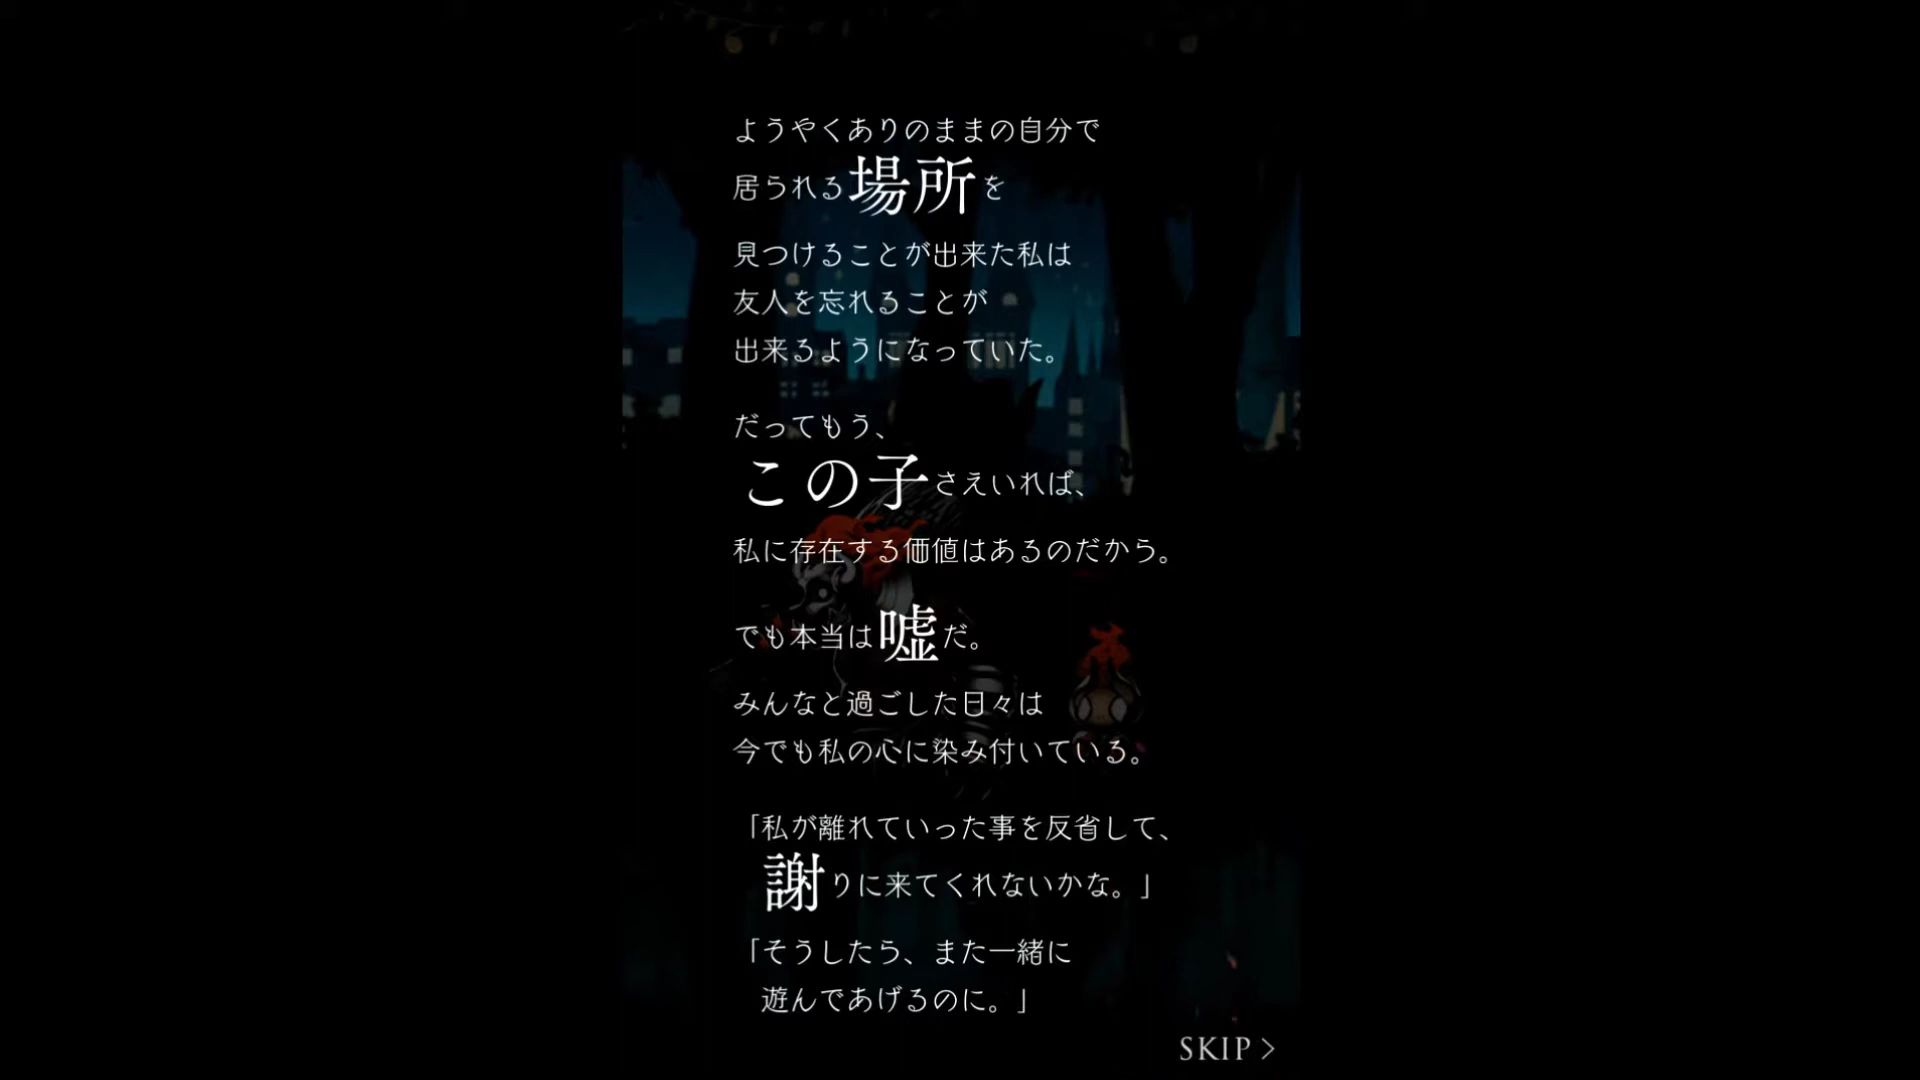 ようやくありのままの自分で
居られる場所を
見つけることが出来た私は
友人を忘れることが
出来るようになっていた。
だってもう、
この子さえいれば、
私に存在する価値はあるのだから。
でも本当は嘘だ。
みんなと過ごした日々は
今でも私の心に染み付いている。
「私が離れていった事を反省して、
謝りに来てくれないかな。」
「そうしたら、また一緒に
遊んであげるのに。」
SKIP >